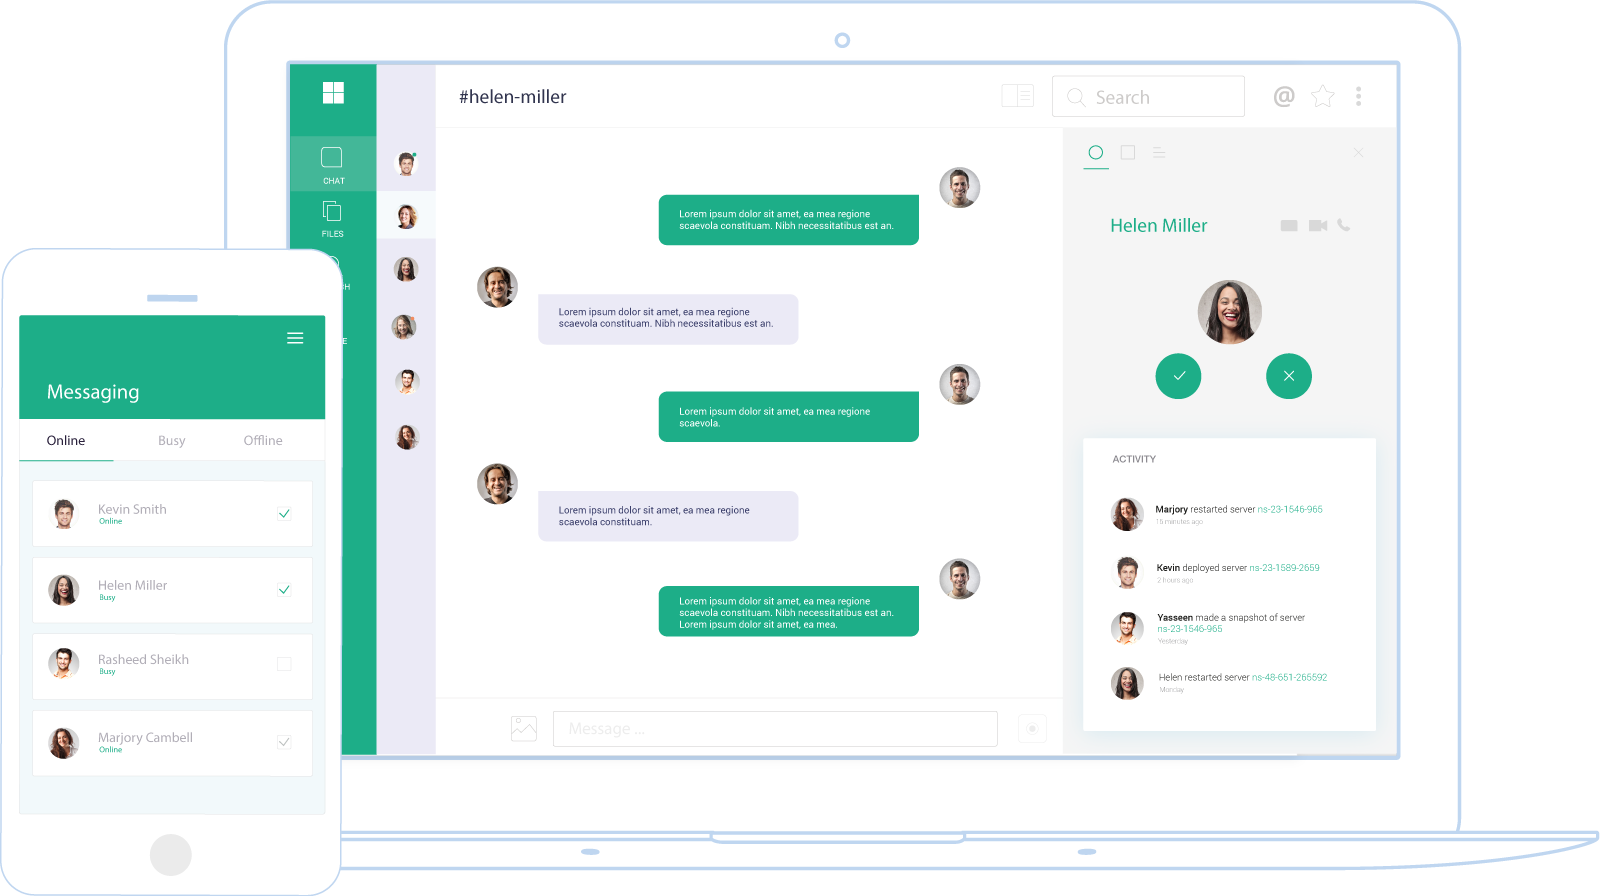 #helen-miller
Search
@
CHAT
FILES
Lorem ipsum dolor sit amet, ea mea regione
scaevola constituam. Nibh necessitatibus est an.
Lorem ipsum dolor sit amet, ea mea regione
scaevola constituam. Nibh necessitatibus est an.
Lorem ipsum dolor sit amet, ea mea regione
scaevola.
Lorem ipsum dolor sit amet, ea mea regione
scaevola constituam.
Lorem ipsum dolor sit amet, ea mea regione
scaevola constituam. Nibh necessitatibus est an.
Lorem ipsum dolor sit amet, ea mea.
Message ...
Helen Miller
ACTIVITY
Marjory restarted server ns-23-1546-965
15 minutes ago
Kevin deployed server ns-23-1589-2659
2 hours ago
Yasseen made a snapshot of server
ns-23-1546-965
Yesterday
Helen restarted server ns-48-651-265592
Monday
Messaging
Online
Busy
Offline
Kevin Smith
Online
Helen Miller
Busy
Rasheed Sheikh
Busy
Marjory Cambell
Online